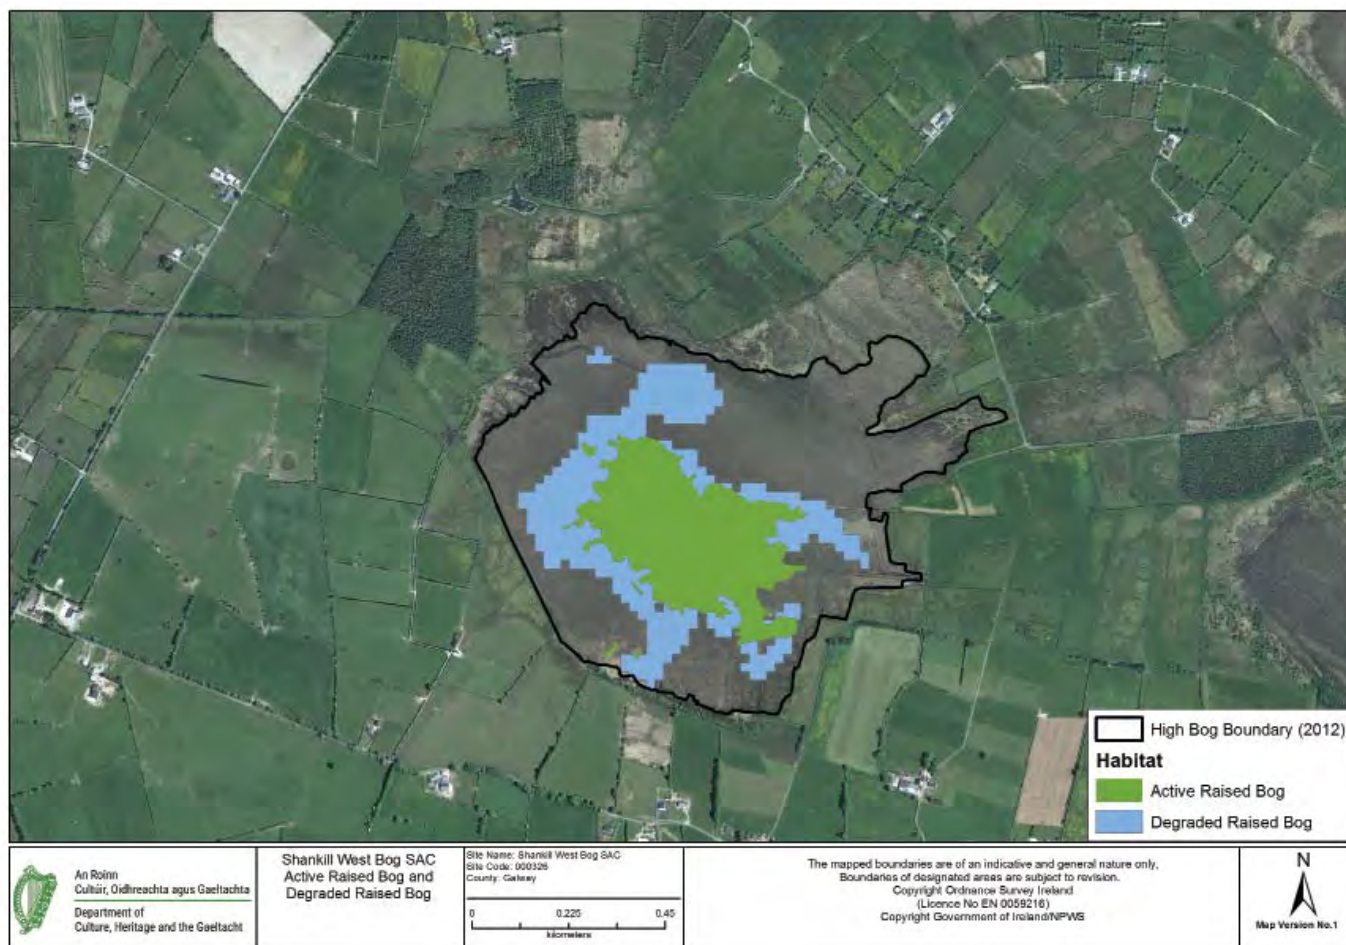 High Bog Boundary (2012)
Habitat
Active Raised Bog
Degraded Raised Bog
An Roinn
Cultúir, Oidhreachta agus Gaeltachta
Department of
Culture, Heritage and the Gaeltacht
Shankill West Bog SAC
Active Raised Bog and
Degraded Raised Bog
Site Name: Shankill West Bog SAC
Site Code: 000326
County: Galway
0 0.225 0.45
kilometers
The mapped boundaries are of an indicative and general nature only,
Boundaries of designated areas are subject to revision.
Copyright Ordnance Survey Ireland
(Licence No EN 0059216)
Copyright Government of Ireland/NPWS
N
Map Version No.1